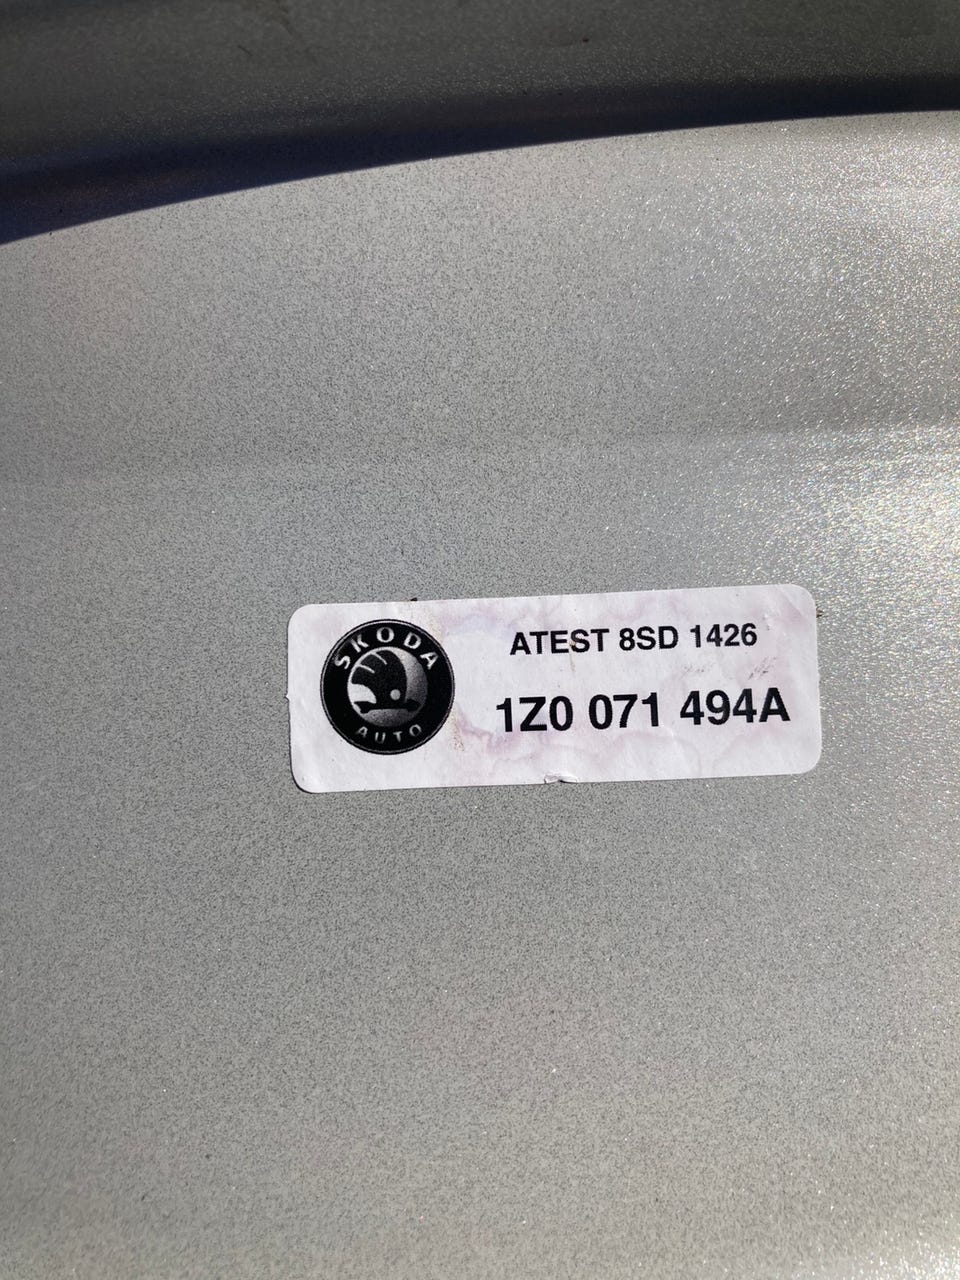 SKODA
AUTO
ATEST 8SD 1426
1Z0 071 494A